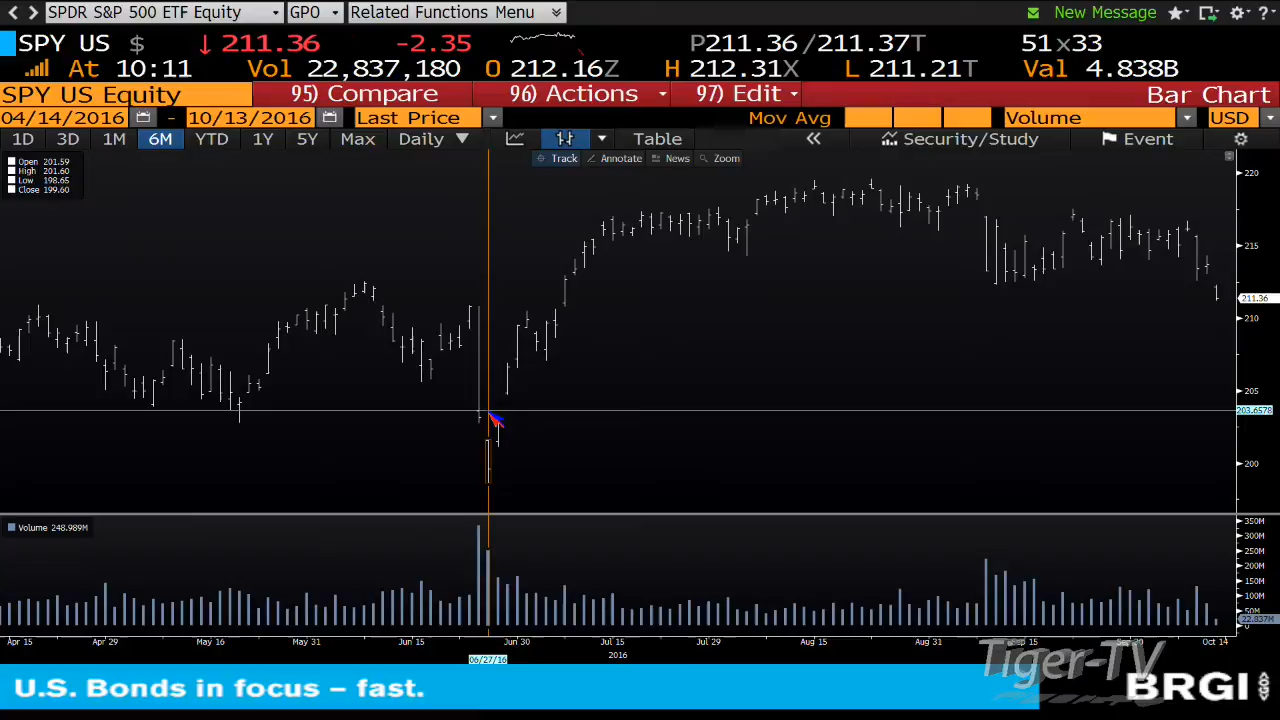 SPDR S&P 500 ETF Equity GPO Related Functions Menu New Message
SPY US $ ↓ 211.36 -2.35 P211.36 /211.37T 51x33
At 10:11 Vol 22,837,180 O 212.16Z H 212.31X L 211.21T Val 4.838B
SPY US Equity 95) Compare 96) Actions 97) Edit Bar Chart
04/14/2016 - 10/13/2016 Last Price Mov Avg Volume USD
1D 3D 1M 6M YTD 1Y 5Y Max Daily ▼ Table « Security/Study Event
Track Annotate News Zoom
Open 201.59
High 201.60
Low 198.65
Close 199.60
220
215
211.36
210
205
203.6578
200
Volume 248.989M
350M
300M
250M
200M
150M
100M
50M
0
22.837M
Apr 15 Apr 29 May 16 May 31 Jun 15 Jun 30 Jul 15 Jul 29 Aug 15 Aug 31 Sep 15 Oct 14
06/27/16 2016
Tiger-TV
U.S. Bonds in focus – fast. BRGI